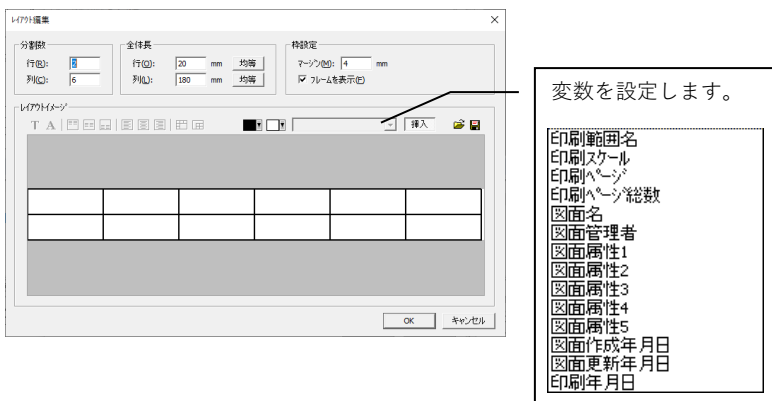 レイアウト編集
分割数
行(R): 2
列(C): 6
全体長
行(O): 20 mm 均等
列(L): 180 mm 均等
枠設定
マージン(M): 4 mm
フレームを表示(F)
レイアウトイメージ
T A 挿入
OK キャンセル
変数を設定します。
印刷範囲名
印刷スケール
印刷ページ
印刷ページ総数
図面名
図面管理者
図面属性1
図面属性2
図面属性3
図面属性4
図面属性5
図面作成年月日
図面更新年月日
印刷年月日